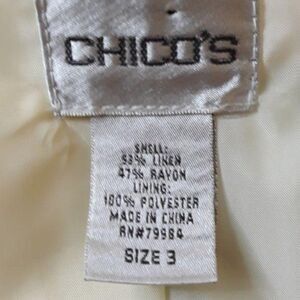 CHICO'S
SHELL:
53% LINEN
47% RAYON
LINING:
100% POLYESTER
MADE IN CHINA
RN#79984
SIZE 3